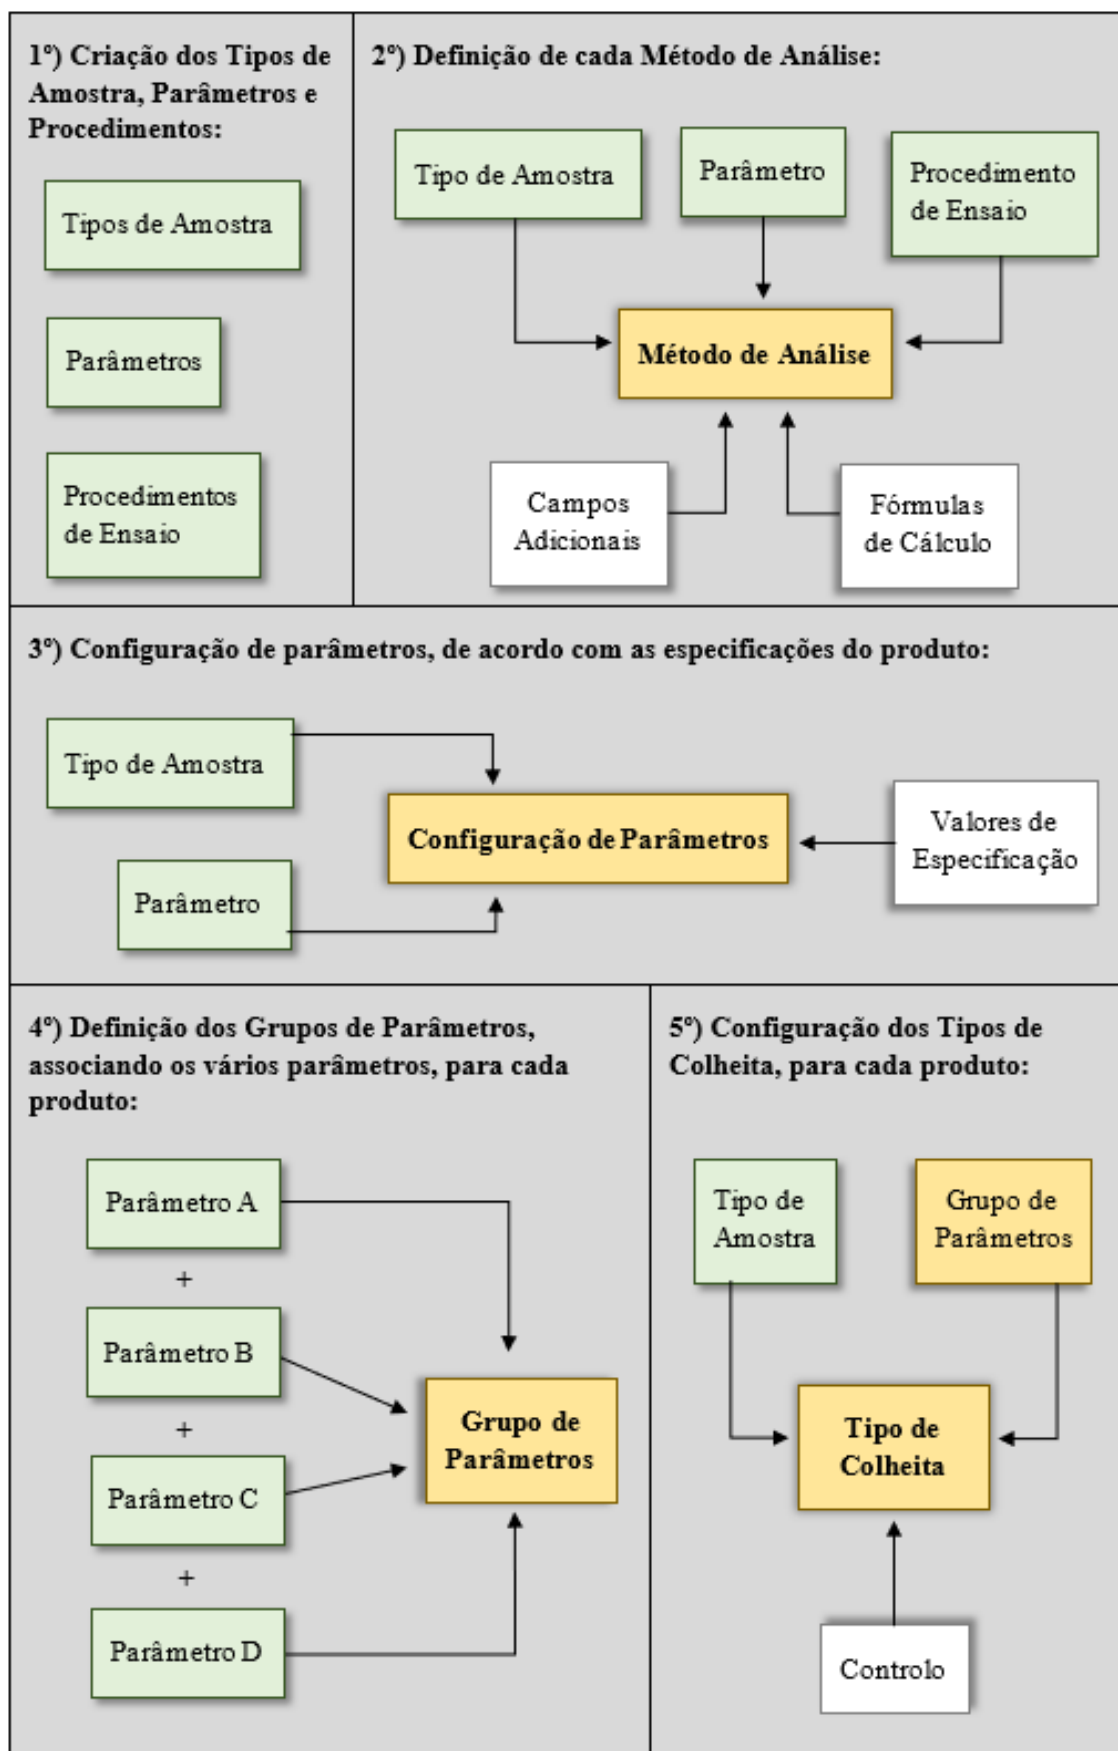 1º) Criação dos Tipos de
Amostra, Parâmetros e
Procedimentos:
Tipos de Amostra
Parâmetros
Procedimentos
de Ensaio
2º) Definição de cada Método de Análise:
Tipo de Amostra
Parâmetro
Procedimento
de Ensaio
Método de Análise
Campos
Adicionais
Fórmulas
de Cálculo
3º) Configuração de parâmetros, de acordo com as especificações do produto:
Tipo de Amostra
Parâmetro
Configuração de Parâmetros
Valores de
Especificação
4º) Definição dos Grupos de Parâmetros,
associando os vários parâmetros, para cada
produto:
Parâmetro A
+
Parâmetro B
+
Parâmetro C
+
Parâmetro D
Grupo de
Parâmetros
5º) Configuração dos Tipos de
Colheita, para cada produto:
Tipo de
Amostra
Grupo de
Parâmetros
Tipo de
Colheita
Controlo